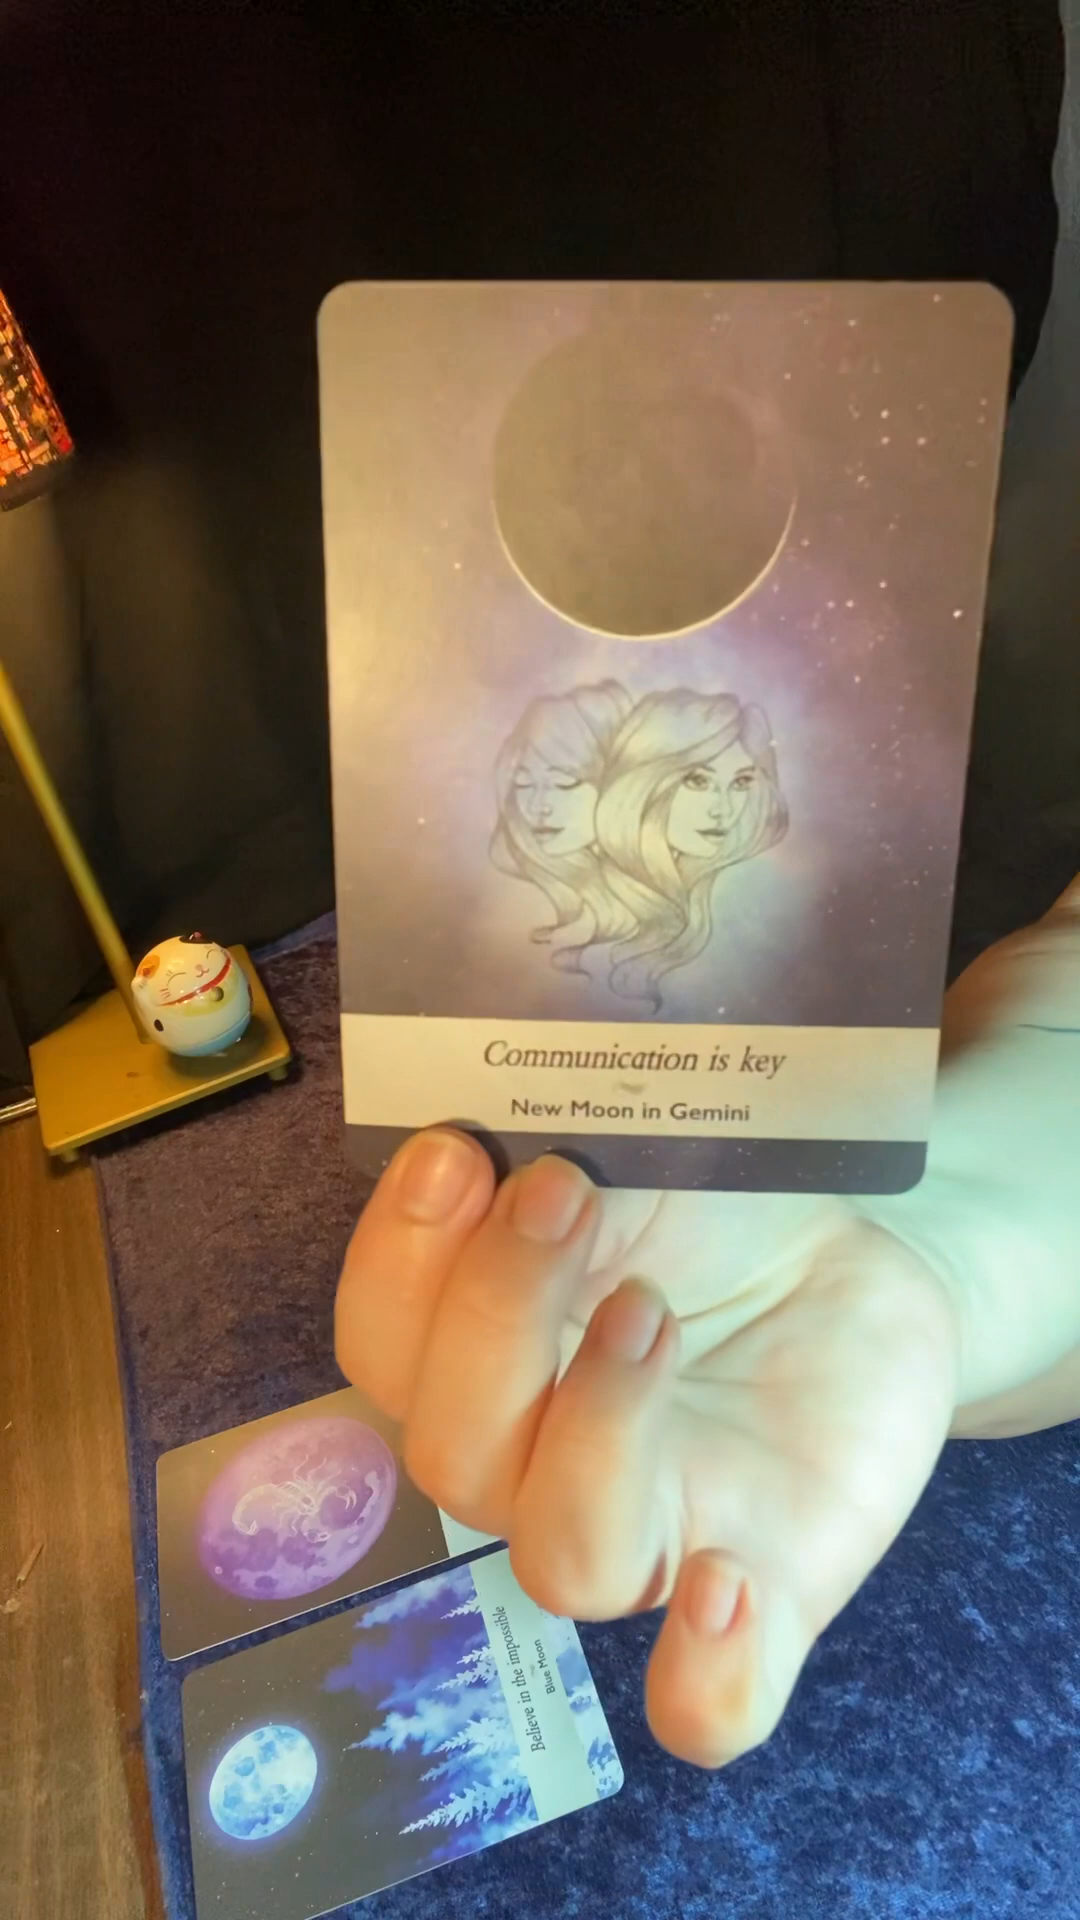 Communication is key
New Moon in Gemini
Believe in the impossible
Blue Moon